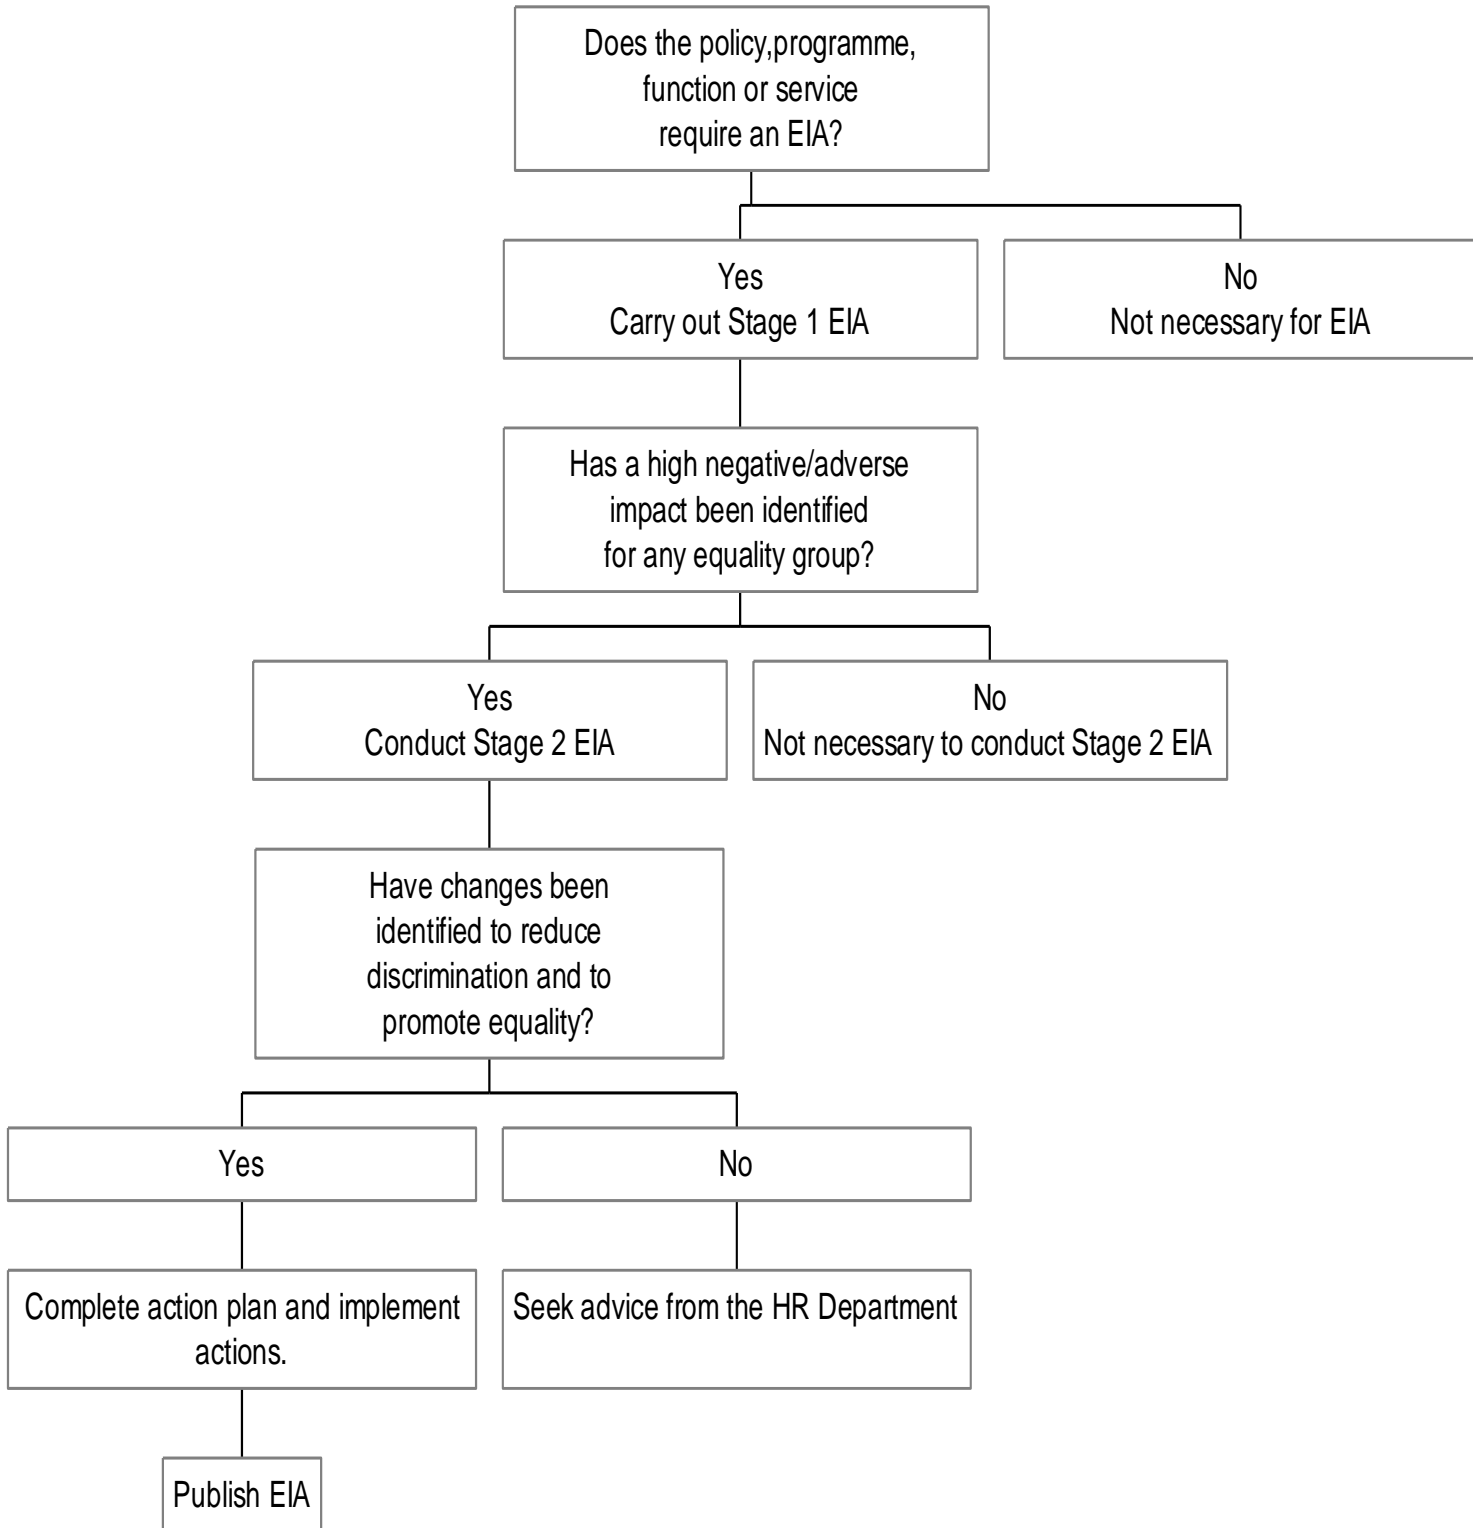 Does the policy,programme,
function or service
require an EIA?
Yes
Carry out Stage 1 EIA
No
Not necessary for EIA
Has a high negative/adverse
impact been identified
for any equality group?
Yes
Conduct Stage 2 EIA
No
Not necessary to conduct Stage 2 EIA
Have changes been
identified to reduce
discrimination and to
promote equality?
Yes
No
Complete action plan and implement
actions.
Seek advice from the HR Department
Publish EIA